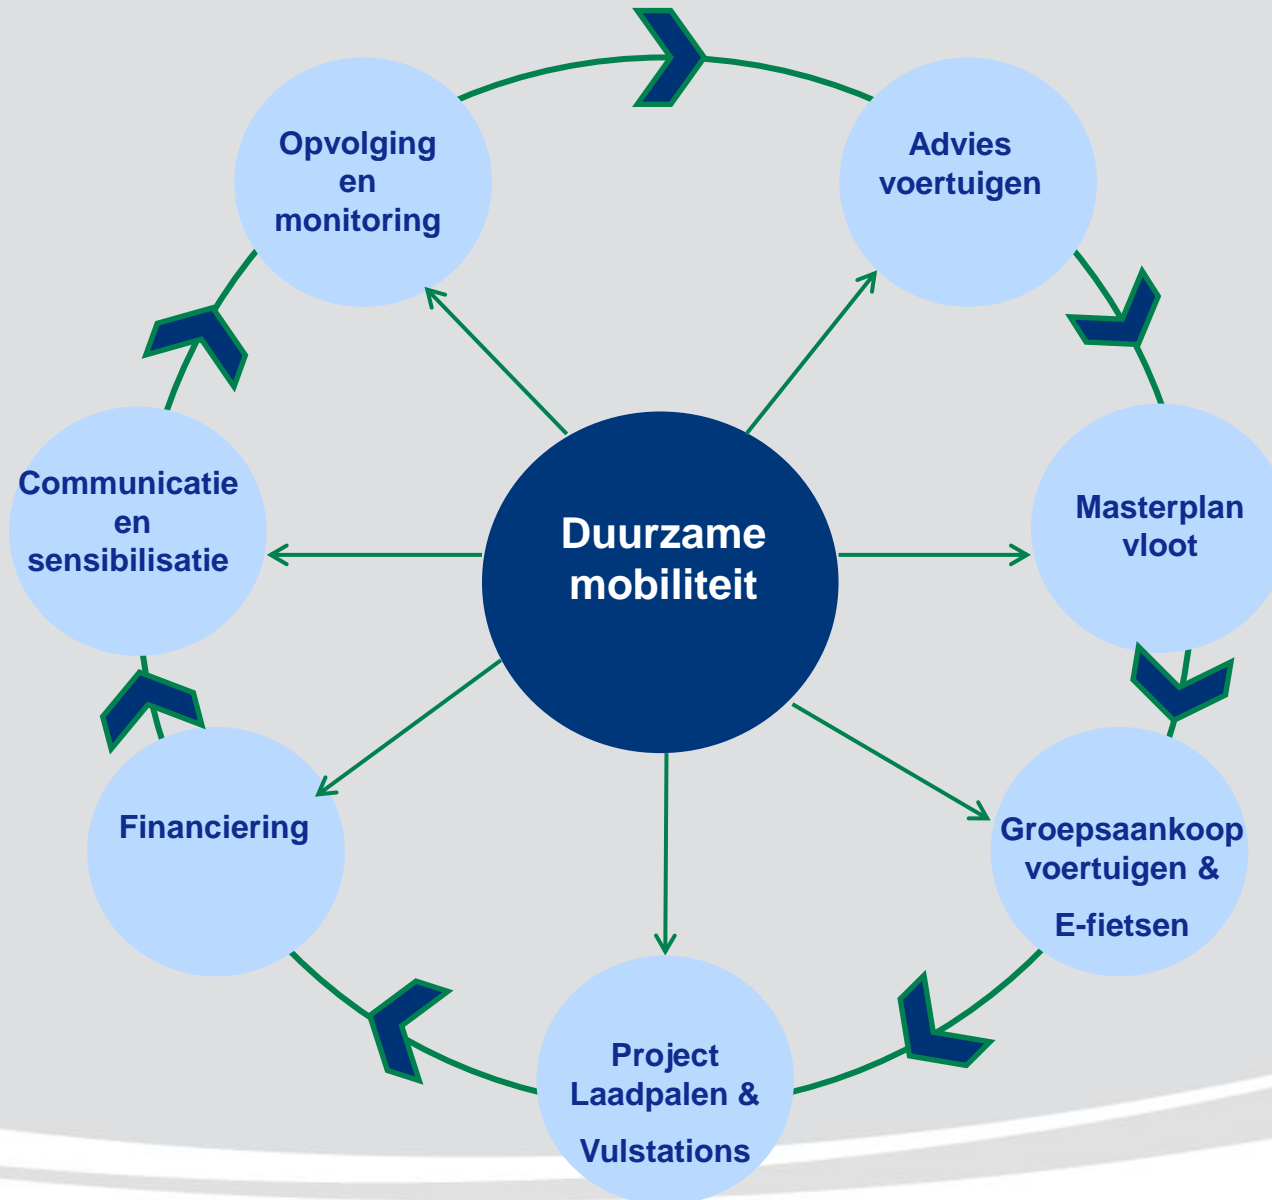 Opvolging
en
monitoring
Advies
voertuigen
Communicatie
en
sensibilisatie
Duurzame
mobiliteit
Masterplan
vloot
Financiering
Groepsaankoop
voertuigen &
E-fietsen
Project
Laadpalen &
Vulstations